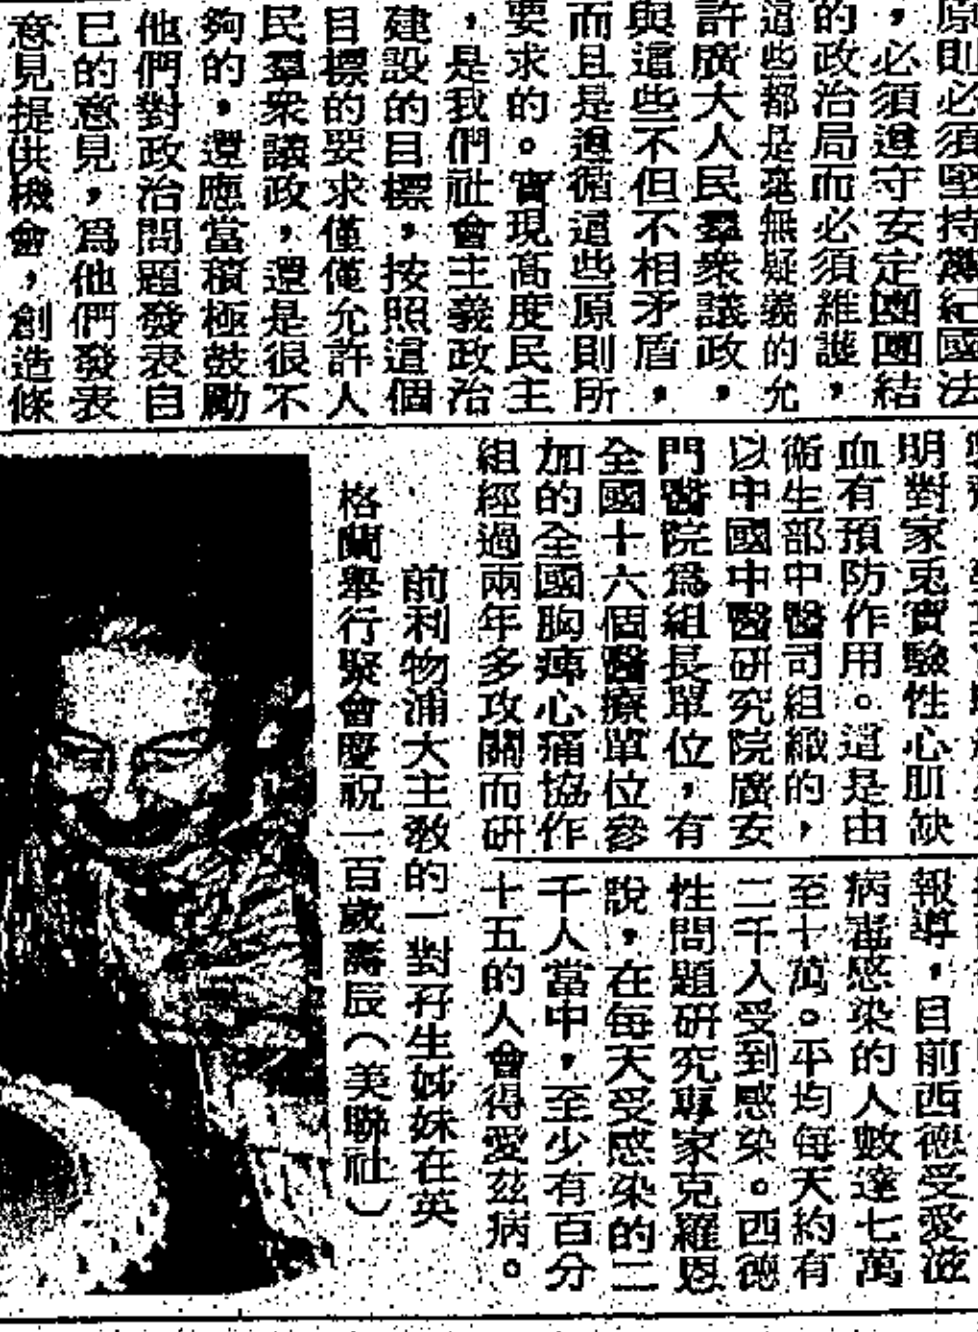 原則必須堅持黨紀國法
，必須遵守安定團團結
的政治局而必須維護，
這些都是毫無疑義的允
許廣大人民羣衆議政，
與這些不但不相矛盾，
而且是遵循這些原則所
要求的。實現高度民主
，是我們社會主義政治
建設的目標，按照這個
目標的要求僅僅允許人
民羣衆議政，還是很不
夠的，還應當積極鼓勵
他們對政治問題發表自
已的意見，爲他們發表
意見提供機會，創造條
明對家兎實驗性心肌缺
血有預防作用。這是由
衞生部中醫司組織的，
以中國中醫研究院廣安
門醫院爲組長單位，有
全國十六個醫療單位參
加的全國胸痺心痛協作
組經過兩年多攻關而研
報導，目前西德受愛滋
病毒感染的人數達七萬
至十萬。平均每天約有
二千人受到感染。西德
性問題研究專家克羅恩
說，在每天受感染的二
千人當中，至少有百分
十五的人會得愛玆病。
前利物浦大主教的一對孖生姊妹在英
格蘭舉行聚會慶祝一百歲壽辰（美聯社）